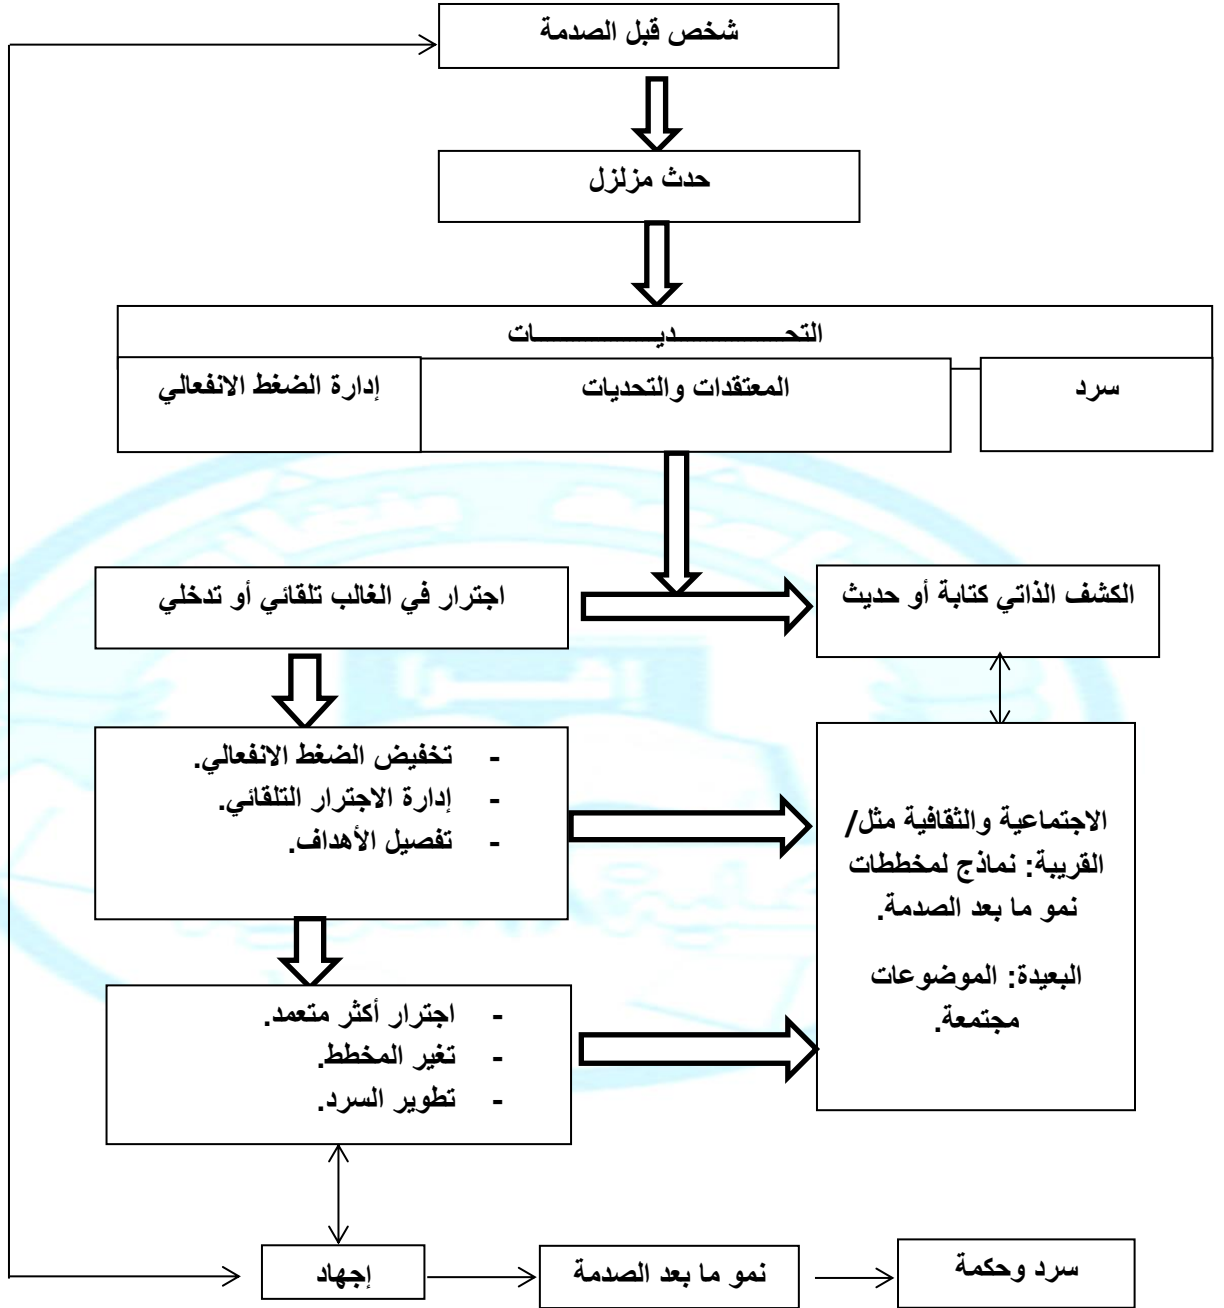 شخص قبل الصدمة
حدث مزلزل
التحـــــــديـــــــــات
سرد
المعتقدات والتحديات
إدارة الضغط الانفعالي
اجترار في الغالب تلقائي أو تدخلي
الكشف الذاتي كتابة أو حديث
- تخفيض الضغط الانفعالي.
- إدارة الاجترار التلقائي.
- تفصيل الأهداف.
الاجتماعية والثقافية مثل/
القريبة: نماذج لمخططات
نمو ما بعد الصدمة.
البعيدة: الموضوعات
مجتمعة.
- اجترار أكثر متعمد.
- تغير المخطط.
- تطوير السرد.
إجهاد
نمو ما بعد الصدمة
سرد وحكمة